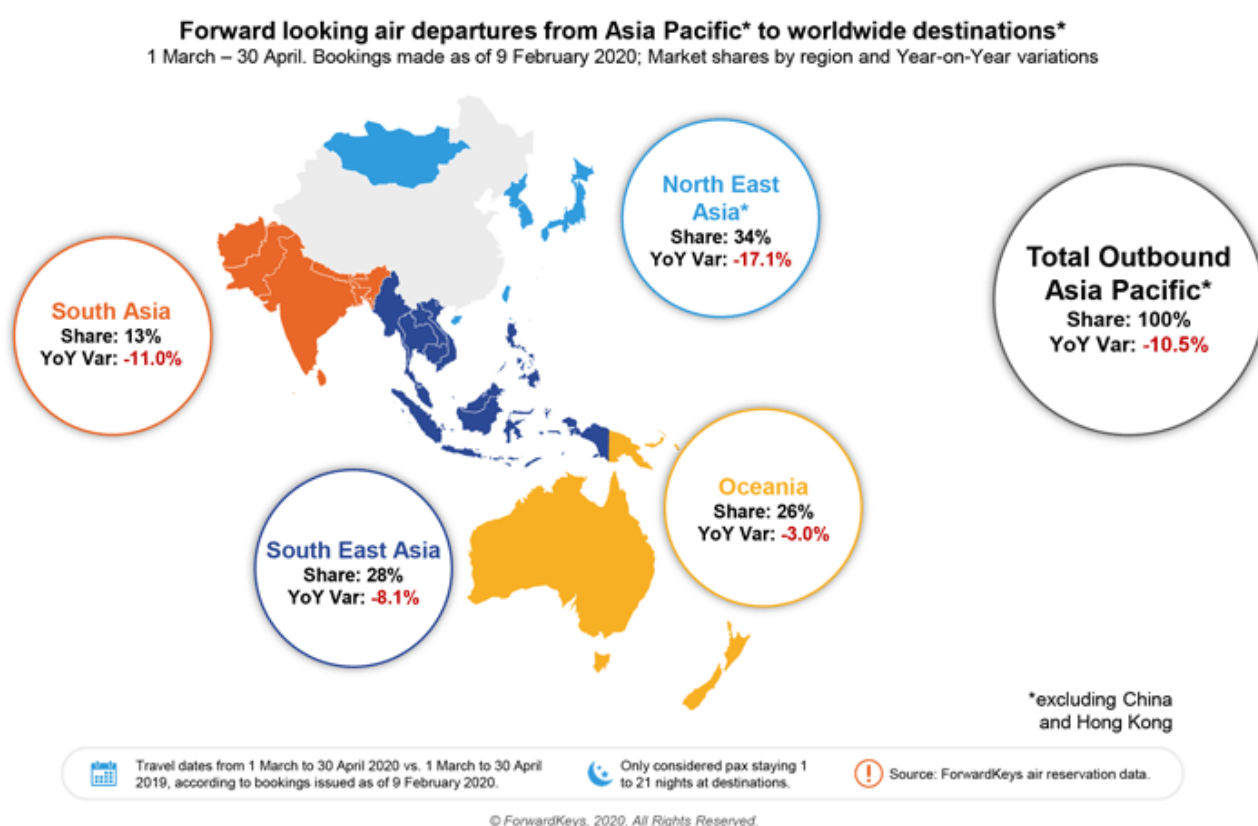 Forward looking air departures from Asia Pacific* to worldwide destinations*
1 March – 30 April. Bookings made as of 9 February 2020; Market shares by region and Year-on-Year variations
North East
Asia*
Share: 34%
YoY Var: -17.1%
Total Outbound
Asia Pacific*
Share: 100%
YoY Var: -10.5%
South Asia
Share: 13%
YoY Var: -11.0%
Oceania
Share: 26%
YoY Var: -3.0%
South East Asia
Share: 28%
YoY Var: -8.1%
*excluding China
and Hong Kong
Travel dates from 1 March to 30 April 2020 vs. 1 March to 30 April
2019, according to bookings issued as of 9 February 2020.
Only considered pax staying 1
to 21 nights at destinations.
Source: ForwardKeys air reservation data.
© ForwardKeys, 2020. All Rights Reserved.